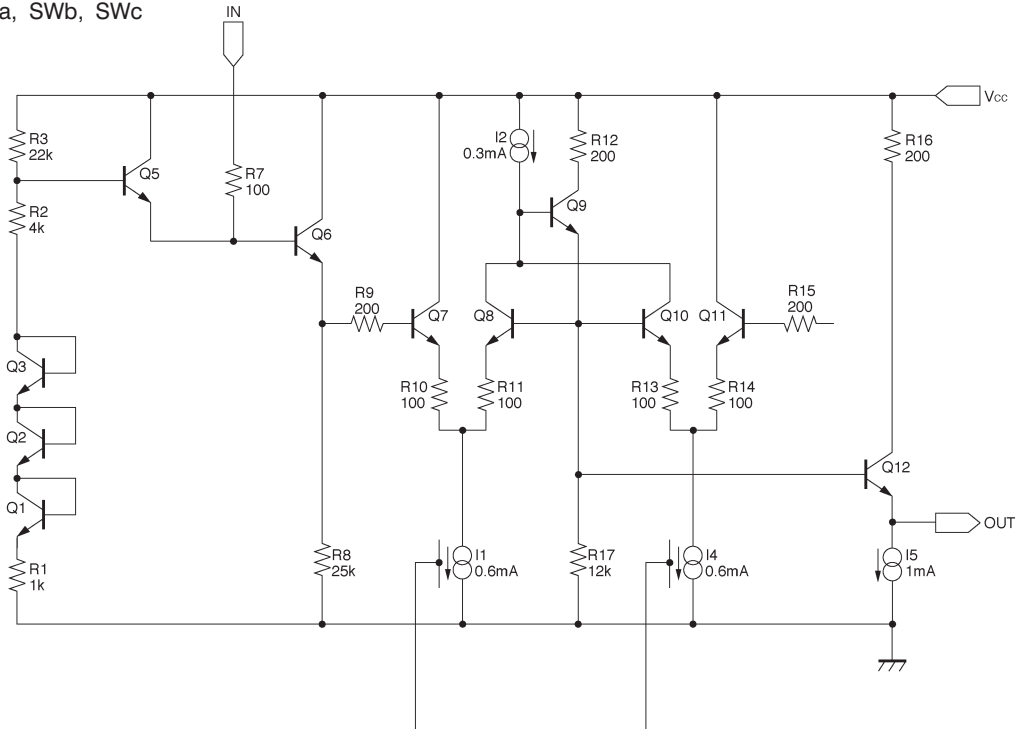 a, SWb, SWc
IN
VCC
R3
22k
R2
4k
Q5
R7
100
Q6
I2
0.3mA
R12
200
R16
200
Q9
R9
200
Q7
Q8
Q10
Q11
R15
200
Q3
R10
100
R11
100
R13
100
R14
100
Q2
Q1
Q12
OUT
R1
1k
R8
25k
I1
0.6mA
R17
12k
I4
0.6mA
I5
1mA